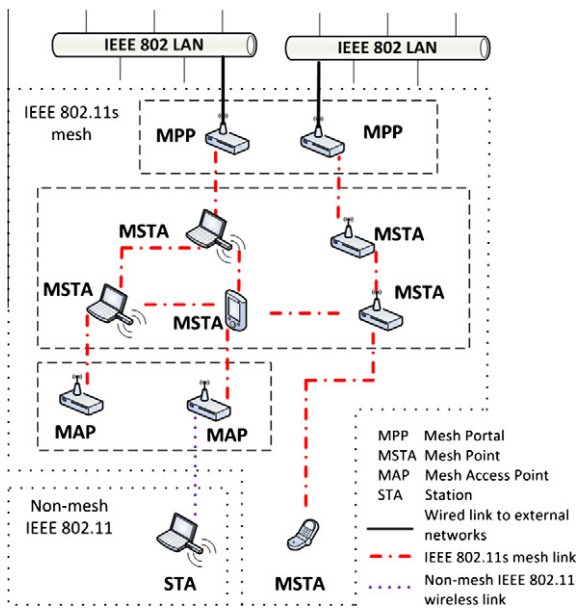 IEEE 802 LAN
IEEE 802 LAN
IEEE 802.11s
mesh
MPP
MPP
MSTA
MSTA
MSTA
MSTA
MSTA
MAP
MAP
Non-mesh
IEEE 802.11
STA
MSTA
MPP Mesh Portal
MSTA Mesh Point
MAP Mesh Access Point
STA Station
Wired link to external
networks
IEEE 802.11s mesh link
Non-mesh IEEE 802.11
wireless link